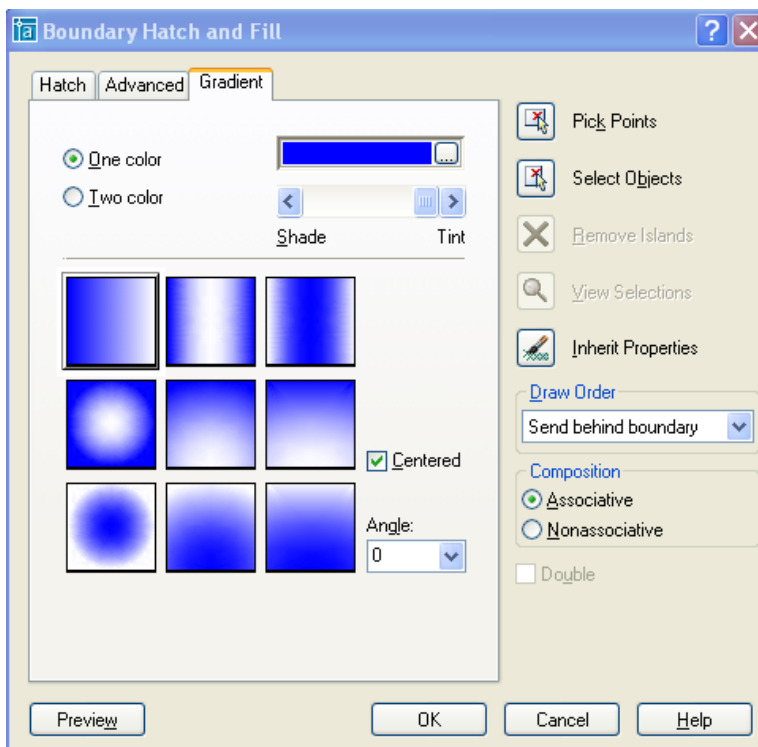 Boundary Hatch and Fill
Hatch Advanced Gradient
One color
...
Two color
Shade Tint
Centered
Angle:
0
Pick Points
Select Objects
Remove Islands
View Selections
Inherit Properties
Draw Order
Send behind boundary
Composition
Associative
Nonassociative
Double
Preview OK Cancel Help